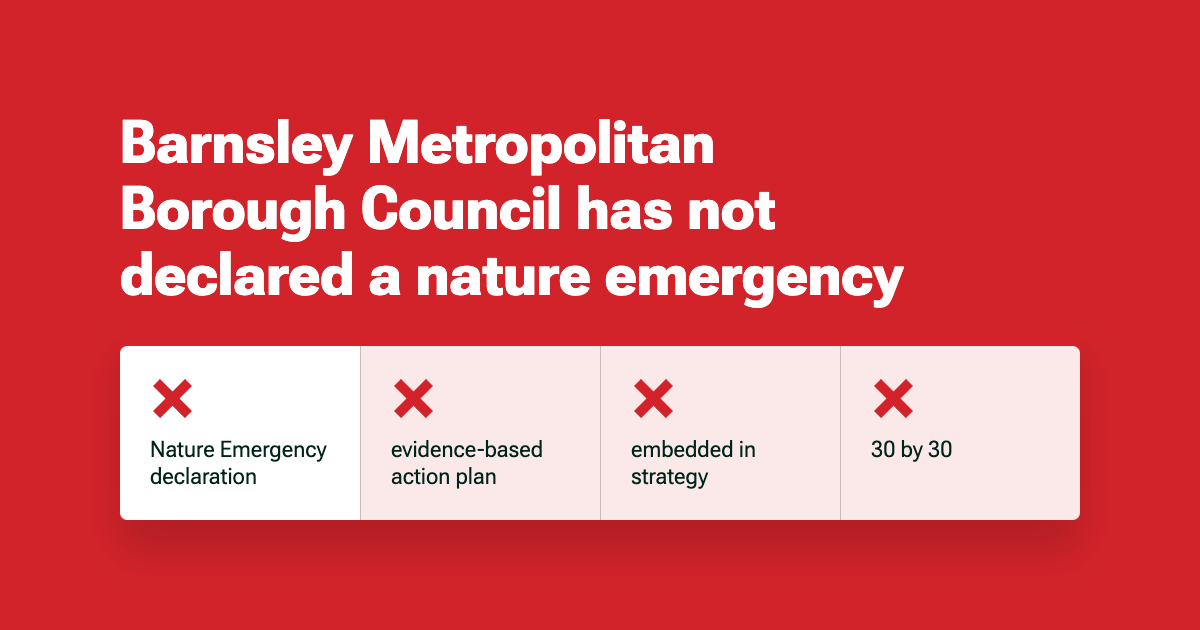 Barnsley Metropolitan
Borough Council has not
declared a nature emergency
Nature Emergency
declaration
evidence-based
action plan
embedded in
strategy
30 by 30